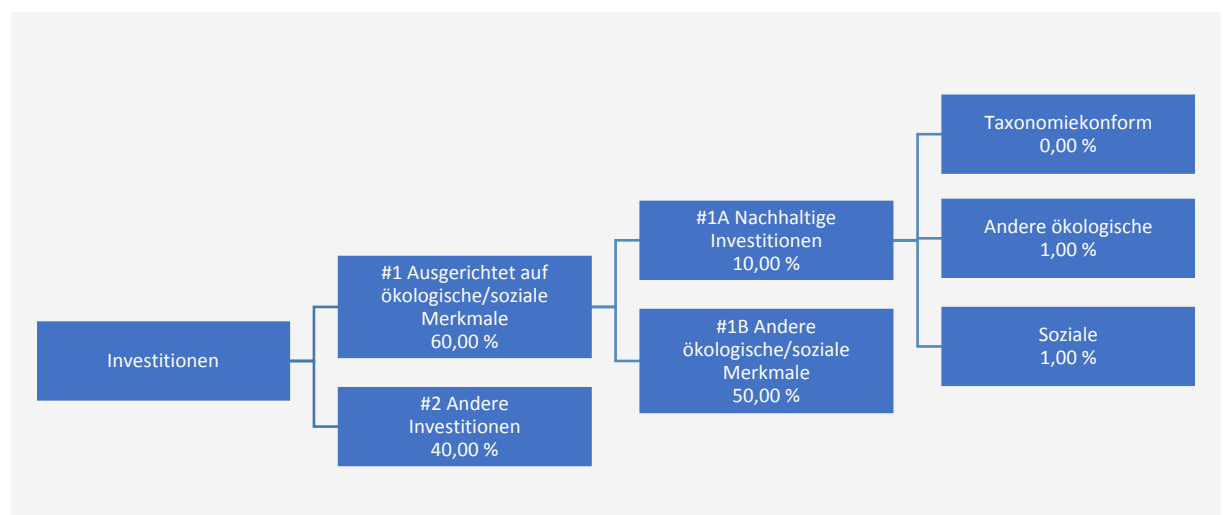 Investitionen
#1 Ausgerichtet auf
ökologische/soziale
Merkmale
60,00 %
#2 Andere
Investitionen
40,00 %
#1A Nachhaltige
Investitionen
10,00 %
#1B Andere
ökologische/soziale
Merkmale
50,00 %
Taxonomiekonform
0,00 %
Andere ökologische
1,00 %
Soziale
1,00 %